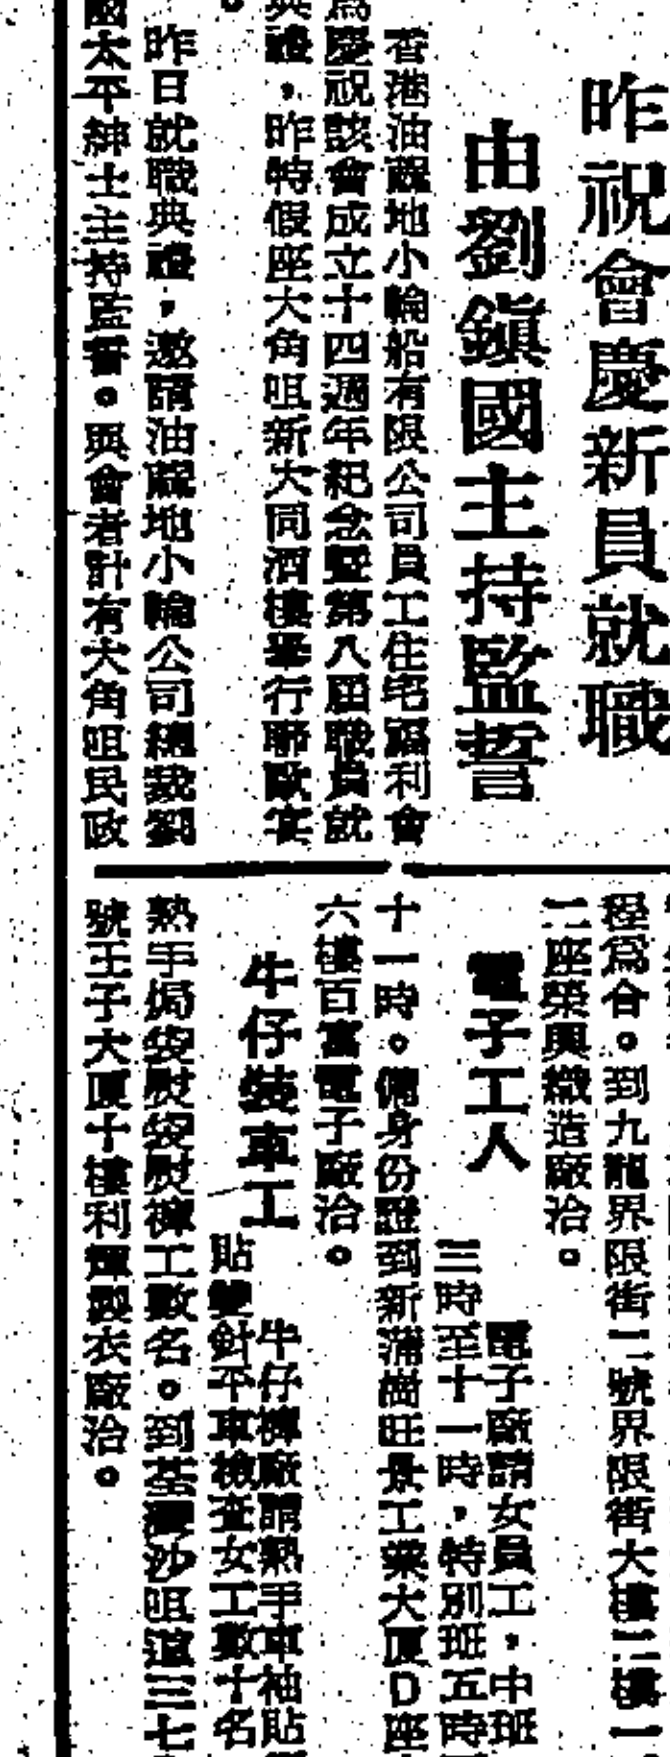 昨祝會慶新員就職
由劉鎮國主持監誓
香港油蔴地小輪船有限公司員工住宅福利會
為慶祝該會成立十四週年紀念暨第八屆職員就
典禮，昨特假座大角咀新大同酒樓舉行聯歡宴
。
昨日就職典禮，邀請油蔴地小輪公司總裁劉
國太平紳士主持監誓。與會者計有大角咀民政
程為合。到九龍界限街二號界限街大樓二樓一
二座榮興織造廠洽。
電子工人
電子廠請女員工，中班
三時至十一時，特別班五時
十一時。備身份證到新蒲崗旺景工業大廈D座
六樓百富電子廠洽。
牛仔裝車工
牛仔褲廠請熟手車袖貼
貼雙針平車檢查女工數十名
熟手焗袋熨袋熨褲工數名。到荃灣沙咀道三七
號王子大廈十樓利輝製衣廠洽。